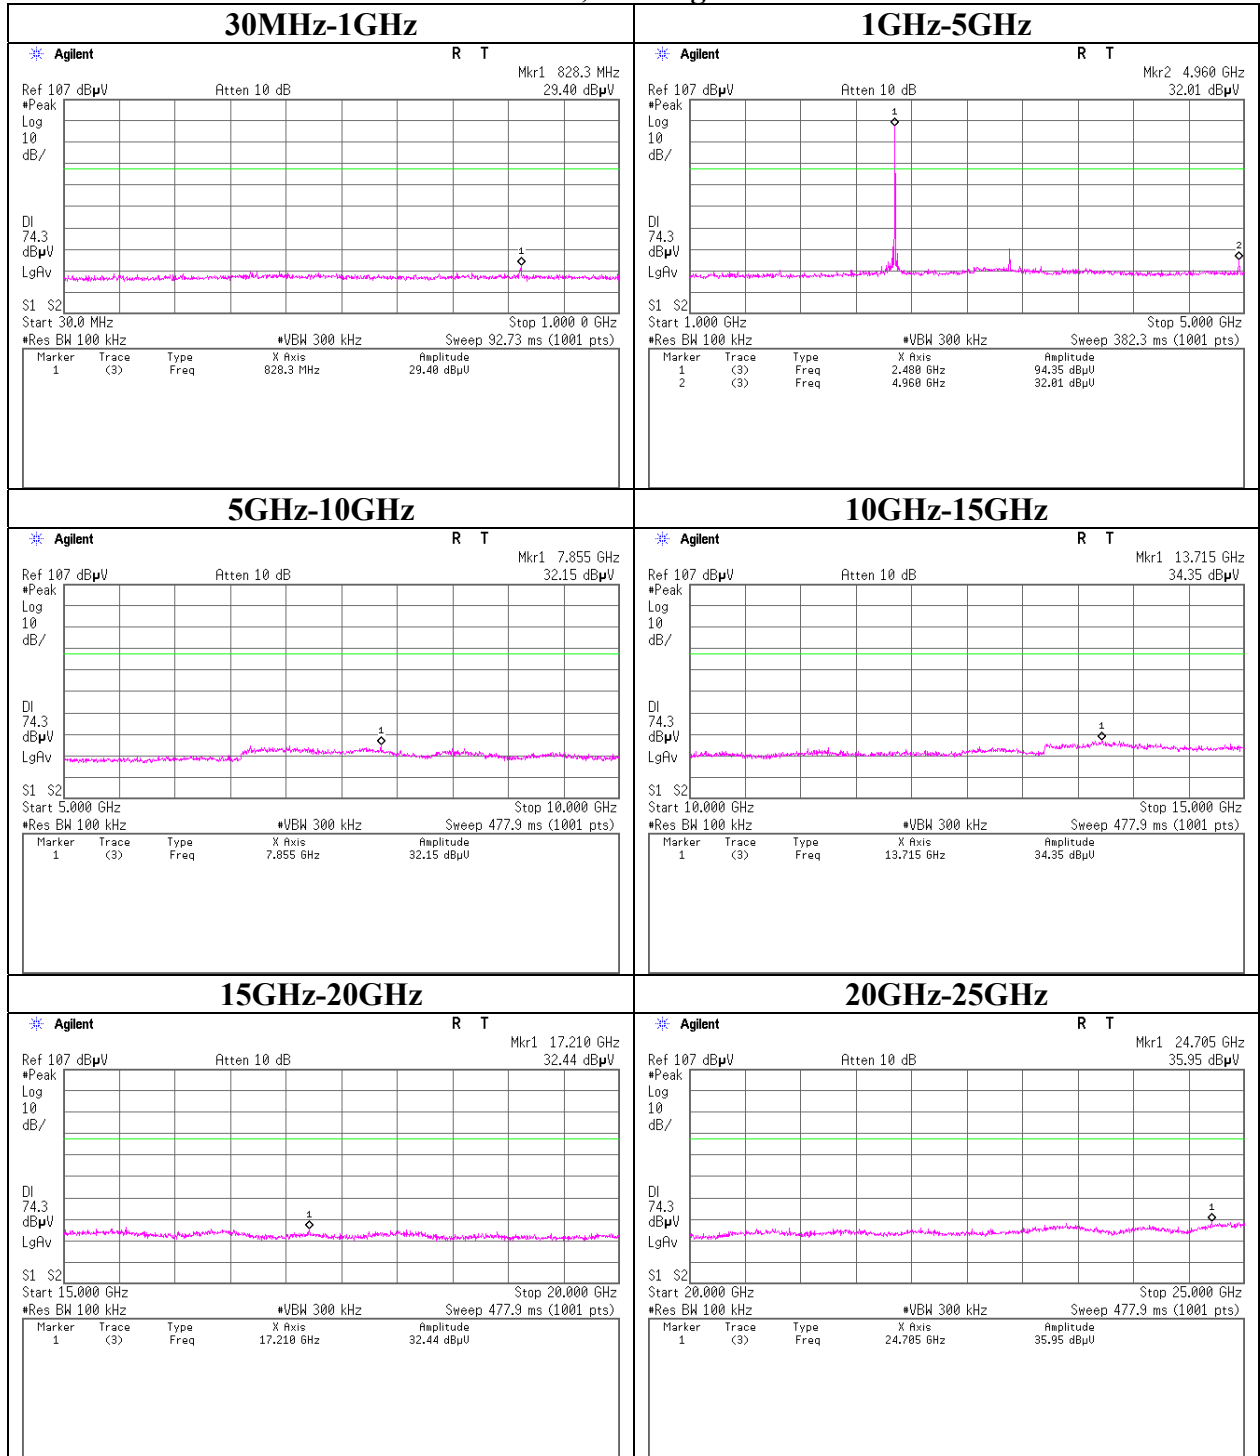 30MHz-1GHz
Agilent R T
Mkr1 828.3 MHz
Ref 107 dBµV Atten 10 dB 29.40 dBµV
#Peak
Log
10
dB/
DI
74.3
dBµV
LgAv
1
S1 S2
Start 30.0 MHz Stop 1.000 0 GHz
#Res BW 100 kHz #VBW 300 kHz Sweep 92.73 ms (1001 pts)
Marker Trace Type X Axis Amplitude
1 (3) Freq 828.3 MHz 29.40 dBµV
1GHz-5GHz
Agilent R T
Mkr2 4.960 GHz
Ref 107 dBµV Atten 10 dB 32.01 dBµV
#Peak
Log
10
dB/
1
DI
74.3
dBµV
LgAv
2
S1 S2
Start 1.000 GHz Stop 5.000 GHz
#Res BW 100 kHz #VBW 300 kHz Sweep 382.3 ms (1001 pts)
Marker Trace Type X Axis Amplitude
1 (3) Freq 2.480 GHz 94.35 dBµV
2 (3) Freq 4.960 GHz 32.01 dBµV
5GHz-10GHz
Agilent R T
Mkr1 7.855 GHz
Ref 107 dBµV Atten 10 dB 32.15 dBµV
#Peak
Log
10
dB/
DI
74.3
dBµV
LgAv
1
S1 S2
Start 5.000 GHz Stop 10.000 GHz
#Res BW 100 kHz #VBW 300 kHz Sweep 477.9 ms (1001 pts)
Marker Trace Type X Axis Amplitude
1 (3) Freq 7.855 GHz 32.15 dBµV
10GHz-15GHz
Agilent R T
Mkr1 13.715 GHz
Ref 107 dBµV Atten 10 dB 34.35 dBµV
#Peak
Log
10
dB/
DI
74.3
dBµV
LgAv
1
S1 S2
Start 10.000 GHz Stop 15.000 GHz
#Res BW 100 kHz #VBW 300 kHz Sweep 477.9 ms (1001 pts)
Marker Trace Type X Axis Amplitude
1 (3) Freq 13.715 GHz 34.35 dBµV
15GHz-20GHz
Agilent R T
Mkr1 17.210 GHz
Ref 107 dBµV Atten 10 dB 32.44 dBµV
#Peak
Log
10
dB/
DI
74.3
dBµV
LgAv
1
S1 S2
Start 15.000 GHz Stop 20.000 GHz
#Res BW 100 kHz #VBW 300 kHz Sweep 477.9 ms (1001 pts)
Marker Trace Type X Axis Amplitude
1 (3) Freq 17.210 GHz 32.44 dBµV
20GHz-25GHz
Agilent R T
Mkr1 24.705 GHz
Ref 107 dBµV Atten 10 dB 35.95 dBµV
#Peak
Log
10
dB/
DI
74.3
dBµV
LgAv
1
S1 S2
Start 20.000 GHz Stop 25.000 GHz
#Res BW 100 kHz #VBW 300 kHz Sweep 477.9 ms (1001 pts)
Marker Trace Type X Axis Amplitude
1 (3) Freq 24.705 GHz 35.95 dBµV